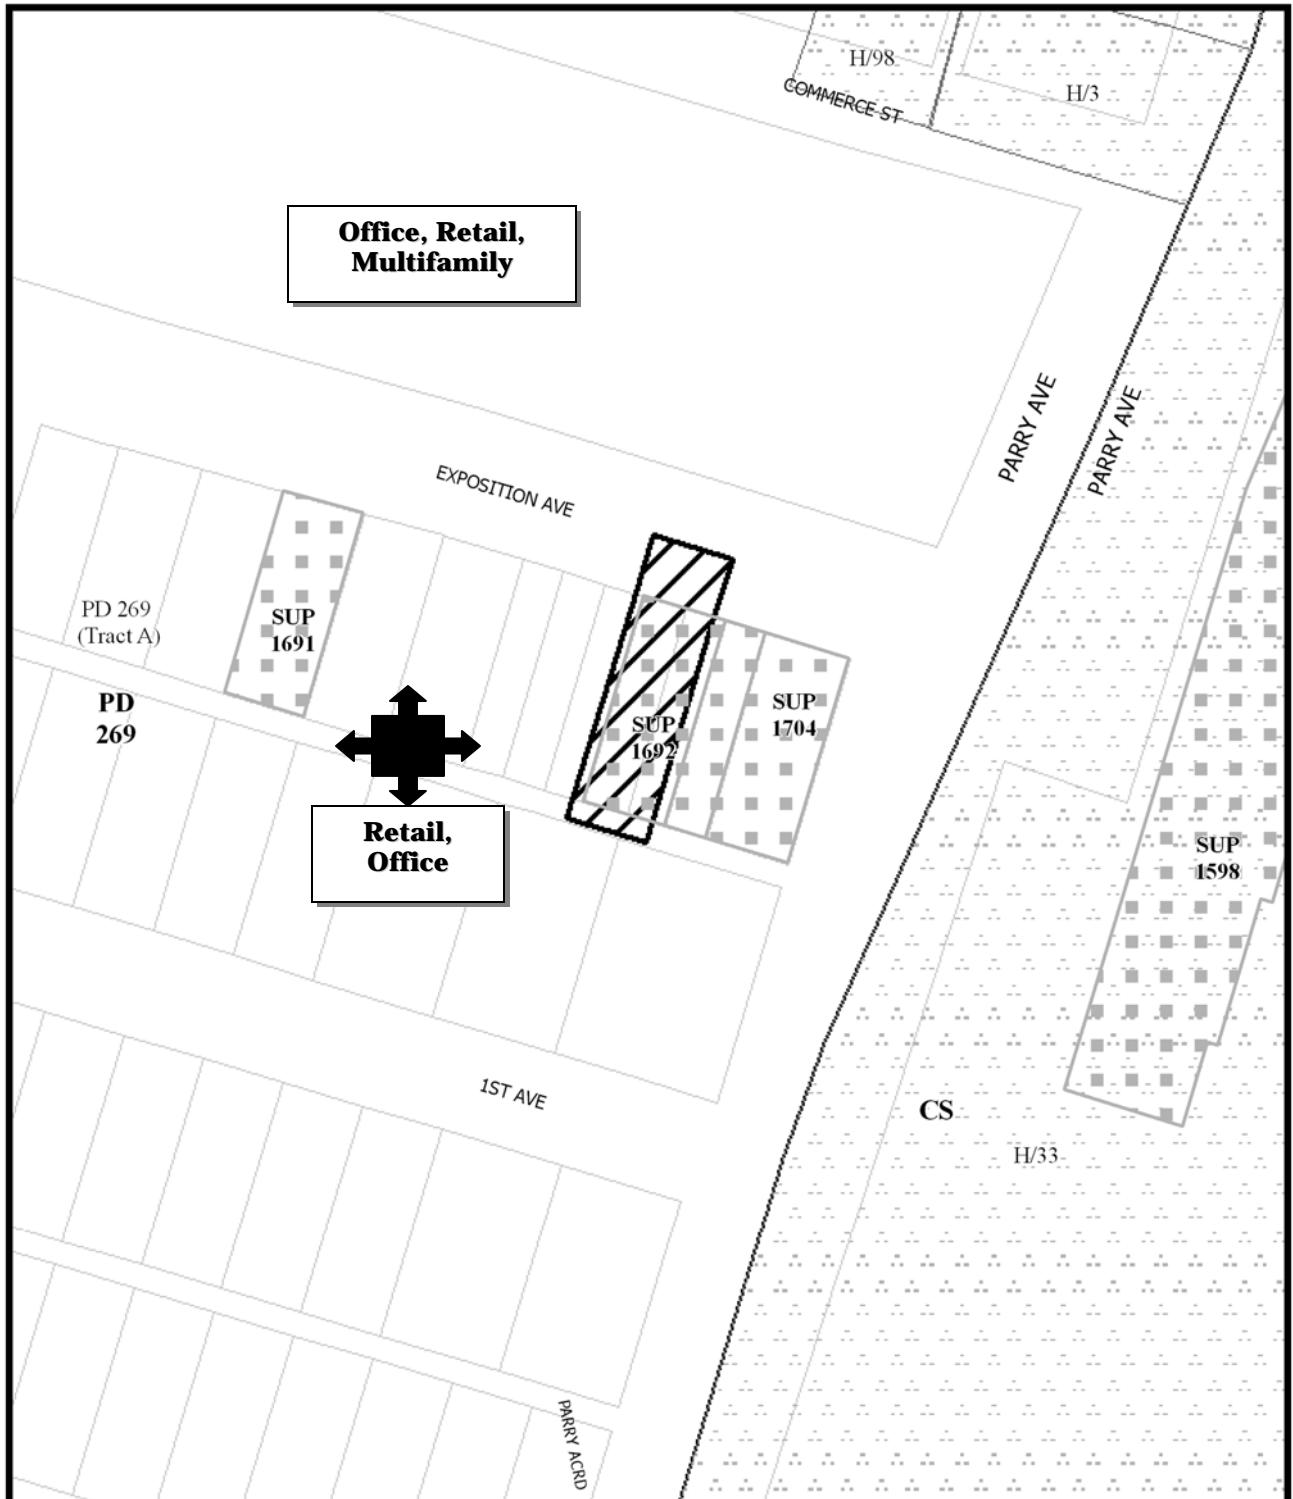 H/98
H/3
COMMERCE ST
Office, Retail,
Multifamily
PARRY AVE
PARRY AVE
EXPOSITION AVE
PD 269
(Tract A)
SUP
1691
PD
269
SUP
1692
SUP
1704
Retail,
Office
SUP
1598
1ST AVE
CS
H/33
PARRY ACRD